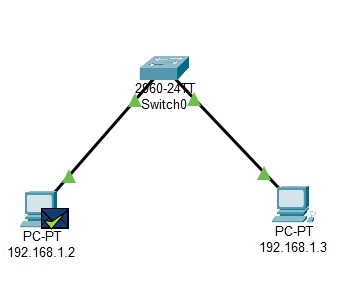 2960-24TT
Switch0
PC-PT
192.168.1.2
PC-PT
192.168.1.3